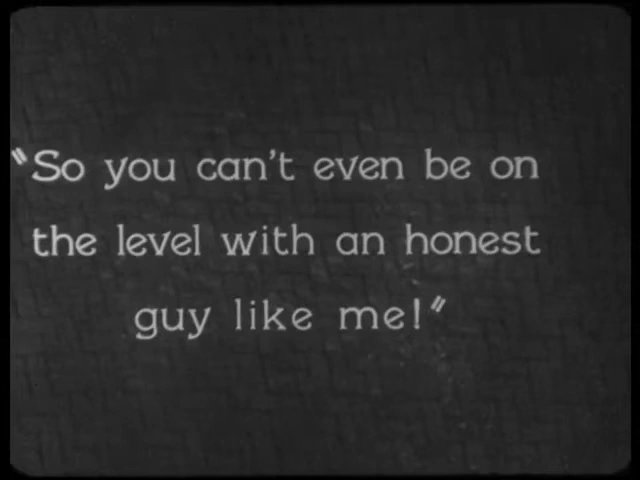 "So you can't even be on
the level with an honest
guy like me!"